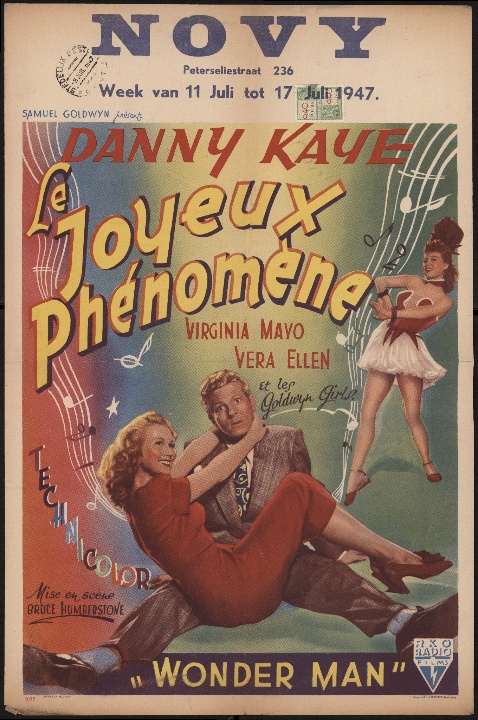 NOVY
Peterseliestraat 236
Week van 11 Juli tot 17 Juli 1947.
SAMUEL GOLDWYN présente
DANNY KAYE
Le
Joyeux
Phénomène
VIRGINIA MAYO
VERA ELLEN
et les
Goldwyn Girls
TECHNICOLOR
Mise en scène
BRUCE HUMBERSTONE
„WONDER MAN"
RKO
RADIO
FILMS